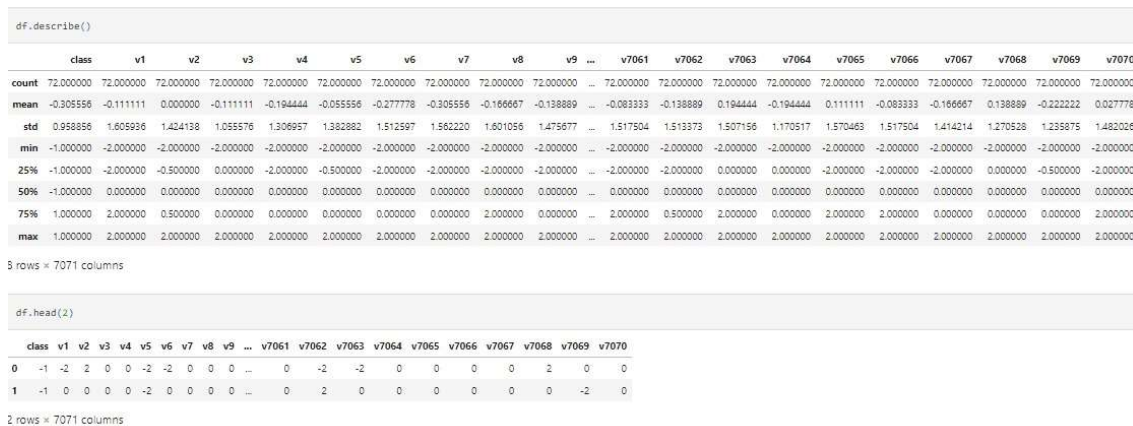 df.describe()
class v1 v2 v3 v4 v5 v6 v7 v8 v9 ... v7061 v7062 v7063 v7064 v7065 v7066 v7067 v7068 v7069 v7070
count 72.000000 72.000000 72.000000 72.000000 72.000000 72.000000 72.000000 72.000000 72.000000 72.000000 ... 72.000000 72.000000 72.000000 72.000000 72.000000 72.000000 72.000000 72.000000 72.000000 72.000000
mean -0.305556 -0.111111 0.000000 -0.111111 -0.194444 -0.055556 -0.277778 -0.305556 -0.166667 -0.138889 ... -0.083333 -0.138889 0.194444 -0.194444 0.111111 -0.083333 -0.166667 0.138889 -0.222222 0.027778
std 0.958856 1.605936 1.424138 1.055576 1.306957 1.382882 1.512597 1.562220 1.601056 1.475677 ... 1.517504 1.513373 1.507156 1.170517 1.570463 1.517504 1.414214 1.270528 1.235875 1.482026
min -1.000000 -2.000000 -2.000000 -2.000000 -2.000000 -2.000000 -2.000000 -2.000000 -2.000000 -2.000000 ... -2.000000 -2.000000 -2.000000 -2.000000 -2.000000 -2.000000 -2.000000 -2.000000 -2.000000 -2.000000
25% -1.000000 -2.000000 -0.500000 0.000000 -2.000000 -0.500000 -2.000000 -2.000000 -2.000000 -2.000000 ... -2.000000 -2.000000 0.000000 0.000000 -2.000000 -2.000000 -2.000000 0.000000 -0.500000 -2.000000
50% -1.000000 0.000000 0.000000 0.000000 0.000000 0.000000 0.000000 0.000000 0.000000 0.000000 ... 0.000000 0.000000 0.000000 0.000000 0.000000 0.000000 0.000000 0.000000 0.000000 0.000000
75% 1.000000 2.000000 0.500000 0.000000 0.000000 0.000000 0.000000 0.000000 2.000000 0.000000 ... 2.000000 0.500000 2.000000 0.000000 2.000000 2.000000 0.000000 0.000000 0.000000 2.000000
max 1.000000 2.000000 2.000000 2.000000 2.000000 2.000000 2.000000 2.000000 2.000000 2.000000 ... 2.000000 2.000000 2.000000 2.000000 2.000000 2.000000 2.000000 2.000000 2.000000 2.000000
8 rows × 7071 columns
df.head(2)
class v1 v2 v3 v4 v5 v6 v7 v8 v9 ... v7061 v7062 v7063 v7064 v7065 v7066 v7067 v7068 v7069 v7070
0 -1 -2 2 0 0 -2 -2 0 0 0 ... 0 -2 -2 0 0 0 0 2 0 0
1 -1 0 0 0 0 -2 0 0 0 0 ... 0 2 0 0 0 0 0 0 -2 0
2 rows × 7071 columns